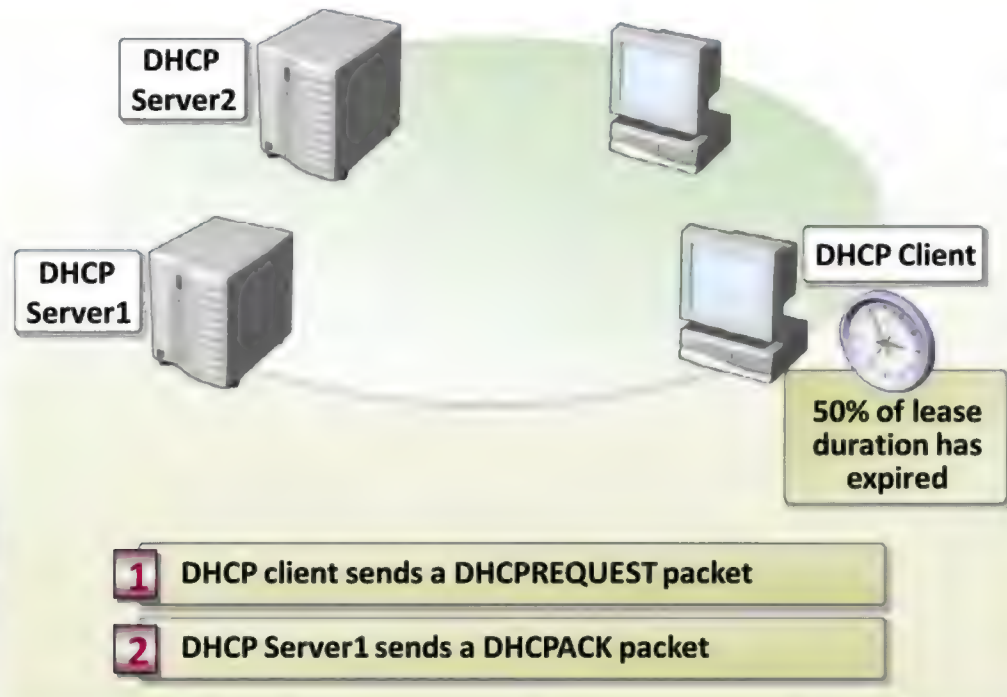 DHCP
Server2
DHCP
Server1
DHCP Client
50% of lease
duration has
expired
1 DHCP client sends a DHCPREQUEST packet
2 DHCP Server1 sends a DHCPACK packet